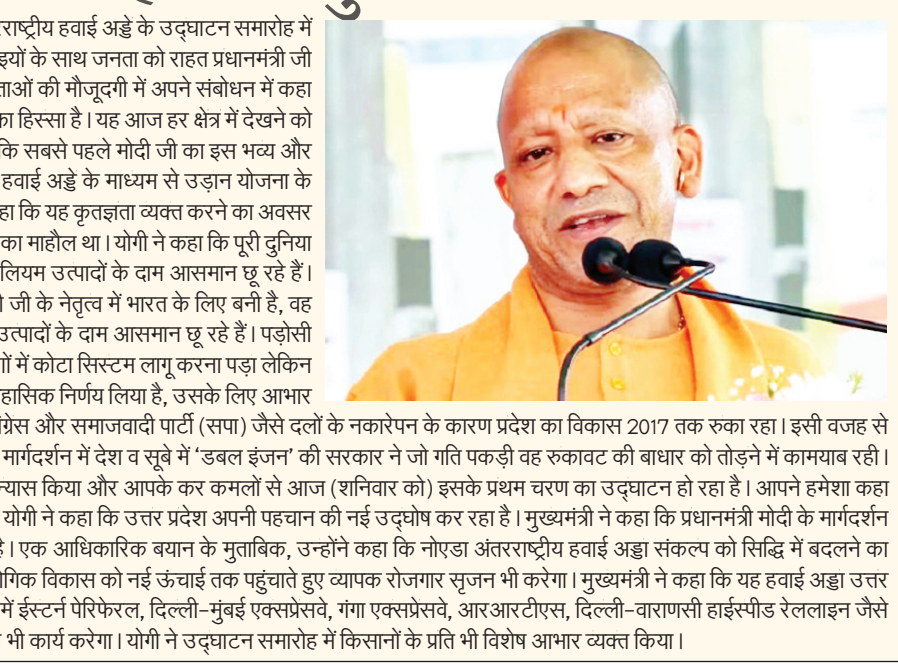 राष्ट्रीय हवाई अड्डे के उद्घाटन समारोह में
इयों के साथ जनता को राहत प्रधानमंत्री जी
ताओं की मौजूदगी में अपने संबोधन में कहा
का हिस्सा है। यह आज हर क्षेत्र में देखने को
कि सबसे पहले मोदी जी का इस भव्य और
हवाई अड्डे के माध्यम से उड़ान योजना के
हा कि यह कृतज्ञता व्यक्त करने का अवसर
का माहौल था। योगी ने कहा कि पूरी दुनिया
लियम उत्पादों के दाम आसमान छू रहे हैं।
जी के नेतृत्व में भारत के लिए बनी है, वह
उत्पादों के दाम आसमान छू रहे हैं। पड़ोसी
में कोटा सिस्टम लागू करना पड़ा लेकिन
हासिक निर्णय लिया है, उसके लिए आभार
ग्रेस और समाजवादी पार्टी (सपा) जैसे दलों के नकारेपन के कारण प्रदेश का विकास 2017 तक रुका रहा। इसी वजह से
मार्गदर्शन में देश व सूबे में ‘डबल इंजन’ की सरकार ने जो गति पकड़ी वह रुकावट की बाधार को तोड़ने में कामयाब रही।
न्यास किया और आपके कर कमलों से आज (शनिवार को) इसके प्रथम चरण का उद्घाटन हो रहा है। आपने हमेशा कहा
योगी ने कहा कि उत्तर प्रदेश अपनी पहचान की नई उद्घोष कर रहा है। मुख्यमंत्री ने कहा कि प्रधानमंत्री मोदी के मार्गदर्शन
है। एक आधिकारिक बयान के मुताबिक, उन्होंने कहा कि नोएडा अंतरराष्ट्रीय हवाई अड्डा संकल्प को सिद्धि में बदलने का
गिक विकास को नई ऊंचाई तक पहुंचाते हुए व्यापक रोजगार सृजन भी करेगा। मुख्यमंत्री ने कहा कि यह हवाई अड्डा उत्तर
में ईस्टर्न पेरिफेरल, दिल्ली-मुंबई एक्सप्रेसवे, गंगा एक्सप्रेसवे, आरआरटीएस, दिल्ली-वाराणसी हाईस्पीड रेललाइन जैसे
भी कार्य करेगा। योगी ने उद्घाटन समारोह में किसानों के प्रति भी विशेष आभार व्यक्त किया।